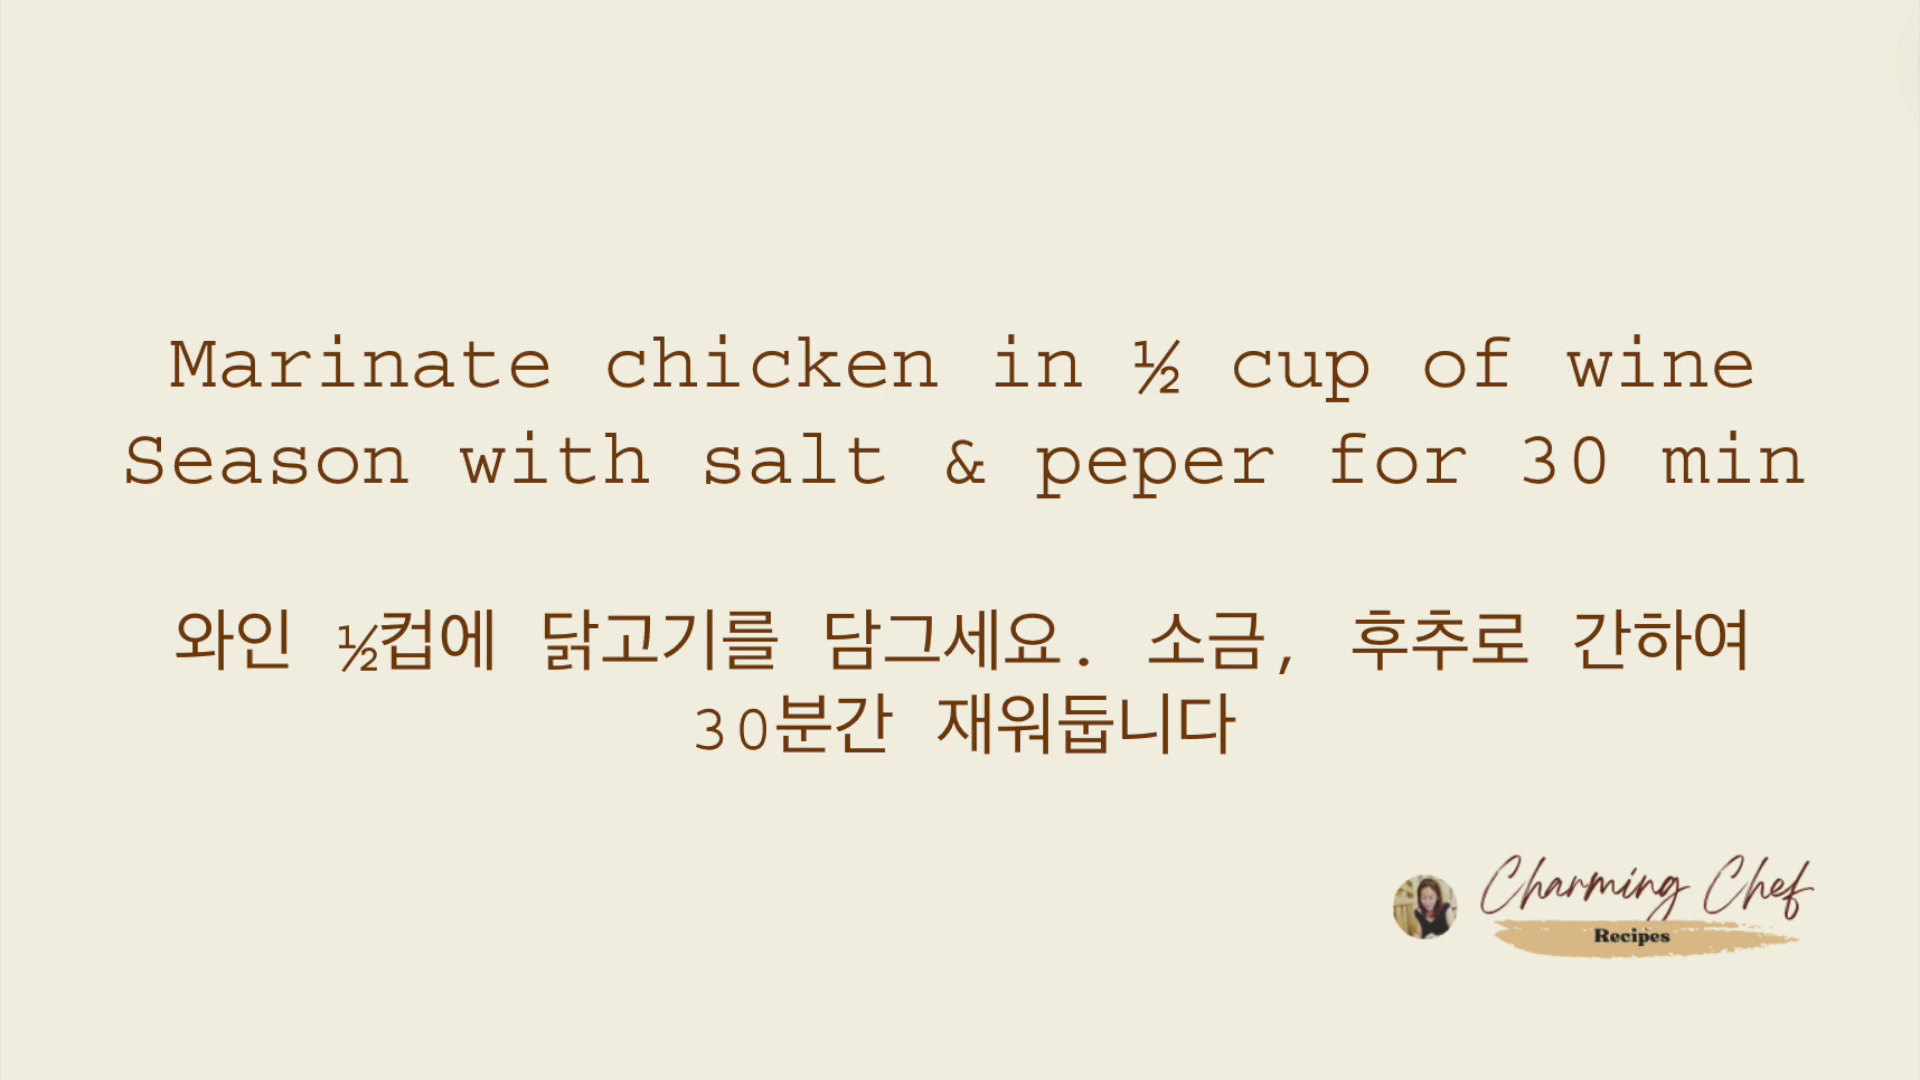 Marinate chicken in ½ cup of wine
Season with salt & peper for 30 min
와인 ½컵에 닭고기를 담그세요. 소금, 후추로 간하여
30분간 재워둡니다
Charming Chef
Recipes